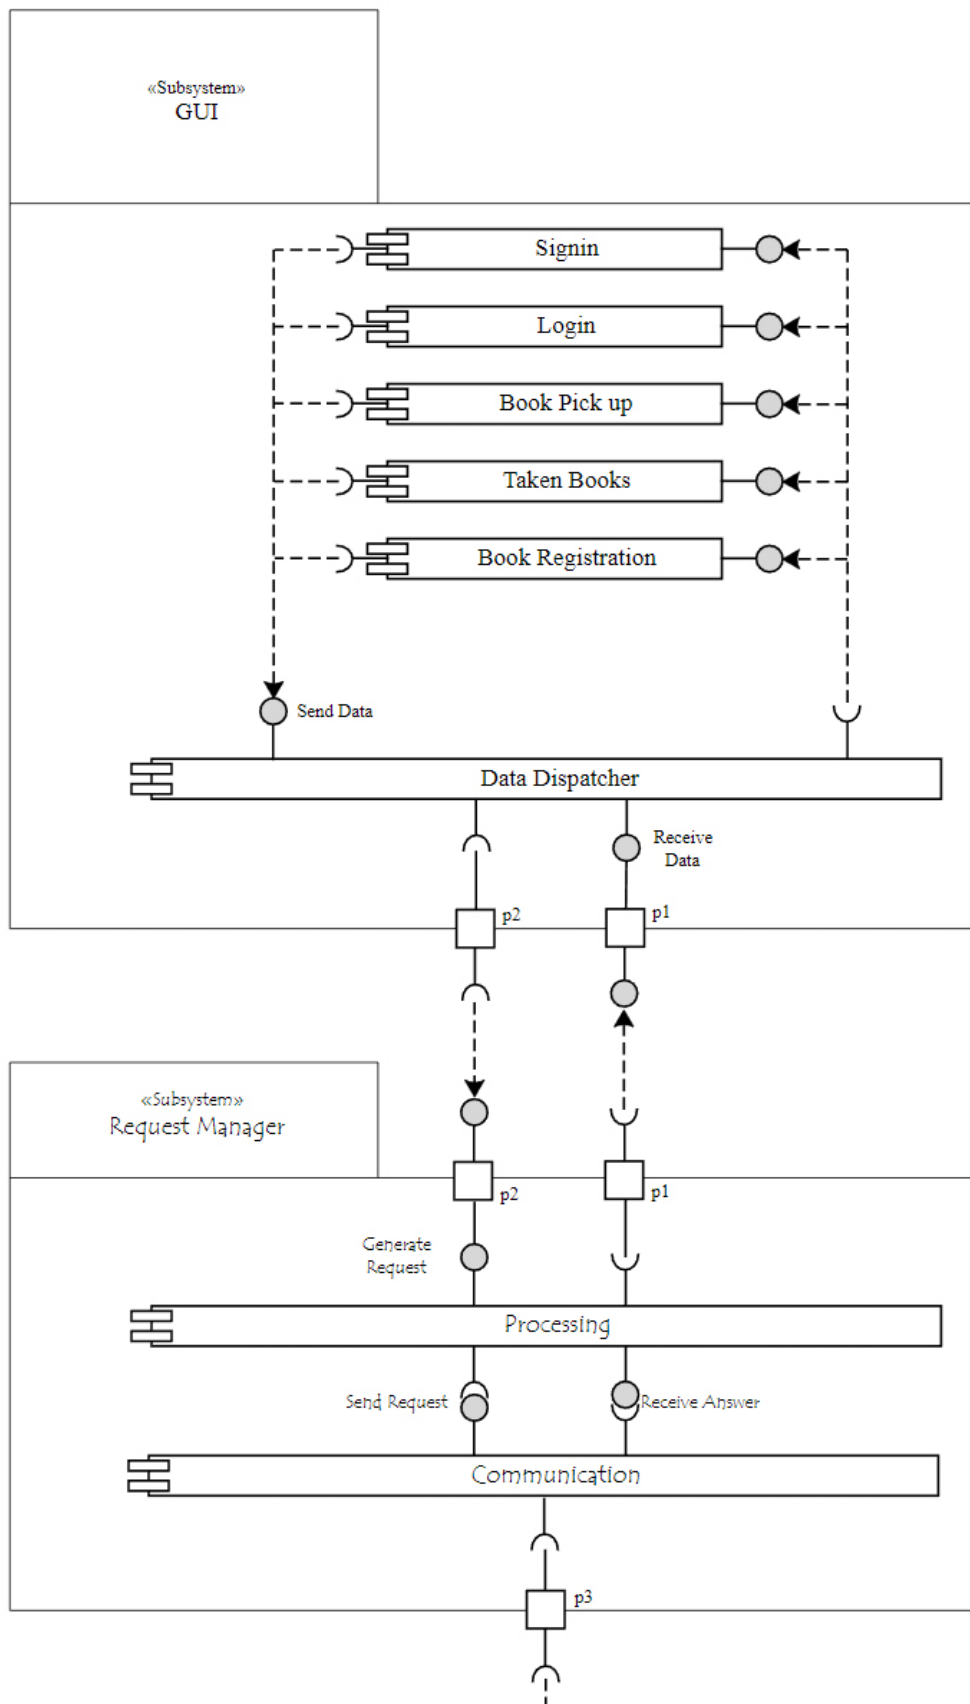 «Subsystem»
GUI
Signin
Login
Book Pick up
Taken Books
Book Registration
Send Data
Data Dispatcher
Receive
Data
p2
p1
«Subsystem»
Request Manager
p2
p1
Generate
Request
Processing
Send Request
Receive Answer
Communication
p3